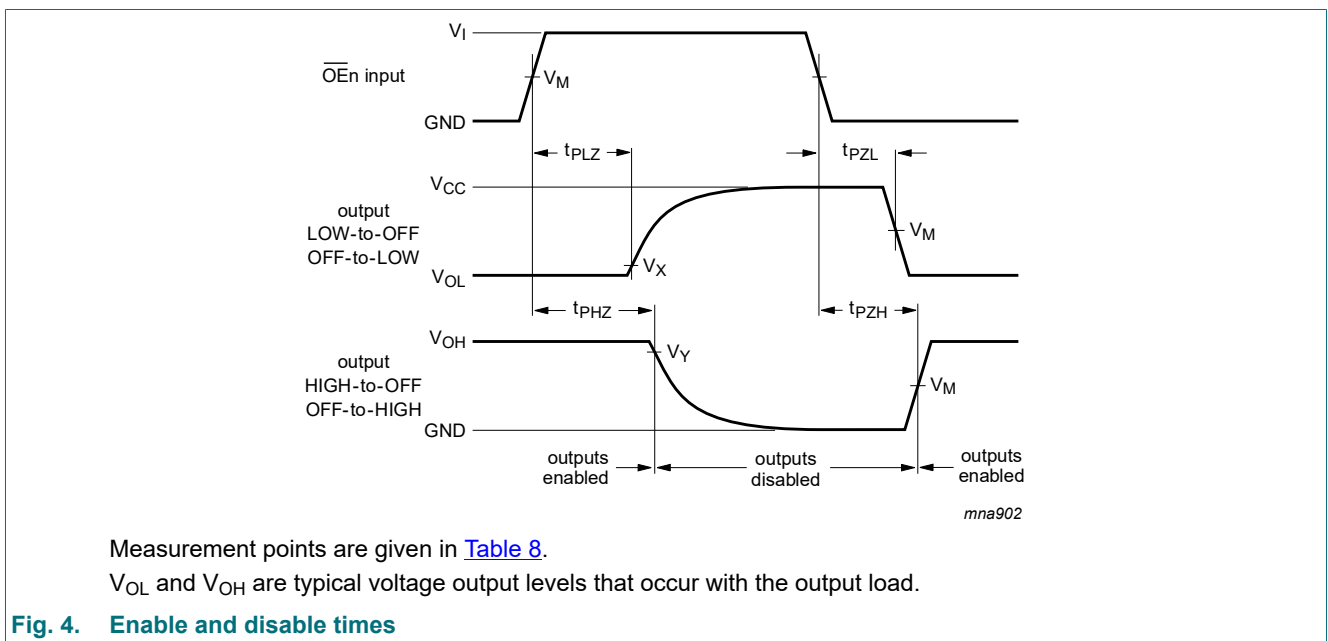 V_I
OEn input
V_M
GND
t_PLZ
t_PZL
V_CC
output
LOW-to-OFF
OFF-to-LOW
V_M
V_X
V_OL
t_PHZ
t_PZH
V_OH
output
HIGH-to-OFF
OFF-to-HIGH
V_Y
V_M
GND
outputs
enabled
outputs
disabled
outputs
enabled
mna902
Measurement points are given in Table 8.
V_OL and V_OH are typical voltage output levels that occur with the output load.
Fig. 4. Enable and disable times